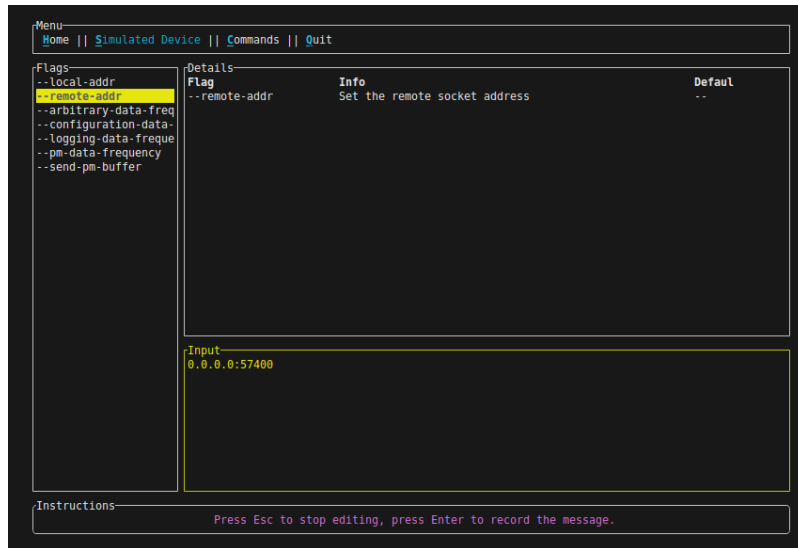 Menu
Home || Simulated Device || Commands || Quit
Flags
--local-addr
--remote-addr
--arbitrary-data-freq
--configuration-data-
--logging-data-freque
--pm-data-frequency
--send-pm-buffer
Details
Flag Info Defaul
--remote-addr Set the remote socket address --
Input
0.0.0.0:57400
Instructions
Press Esc to stop editing, press Enter to record the message.